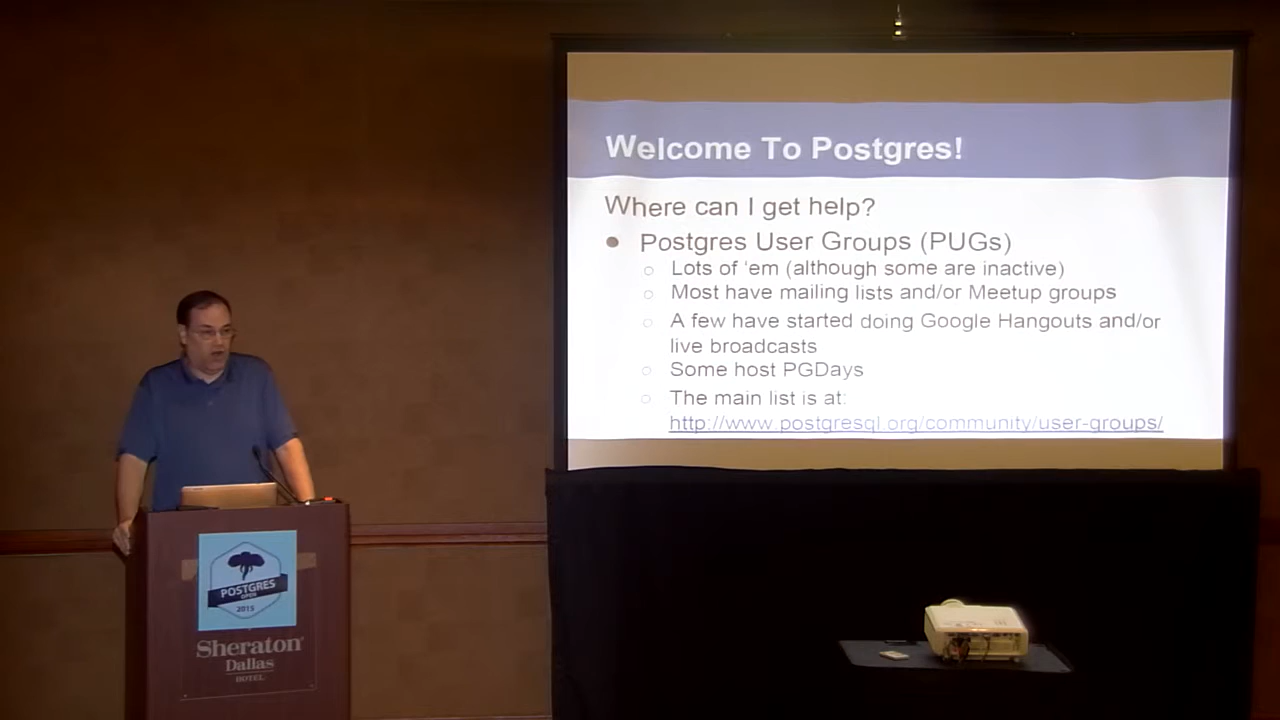 Welcome To Postgres!
Where can I get help?
● Postgres User Groups (PUGs)
○ Lots of 'em (although some are inactive)
○ Most have mailing lists and/or Meetup groups
○ A few have started doing Google Hangouts and/or
live broadcasts
○ Some host PGDays
○ The main list is at:
http://www.postgresql.org/community/user-groups/
POSTGRES
OPEN
2015
Sheraton
Dallas
HOTEL